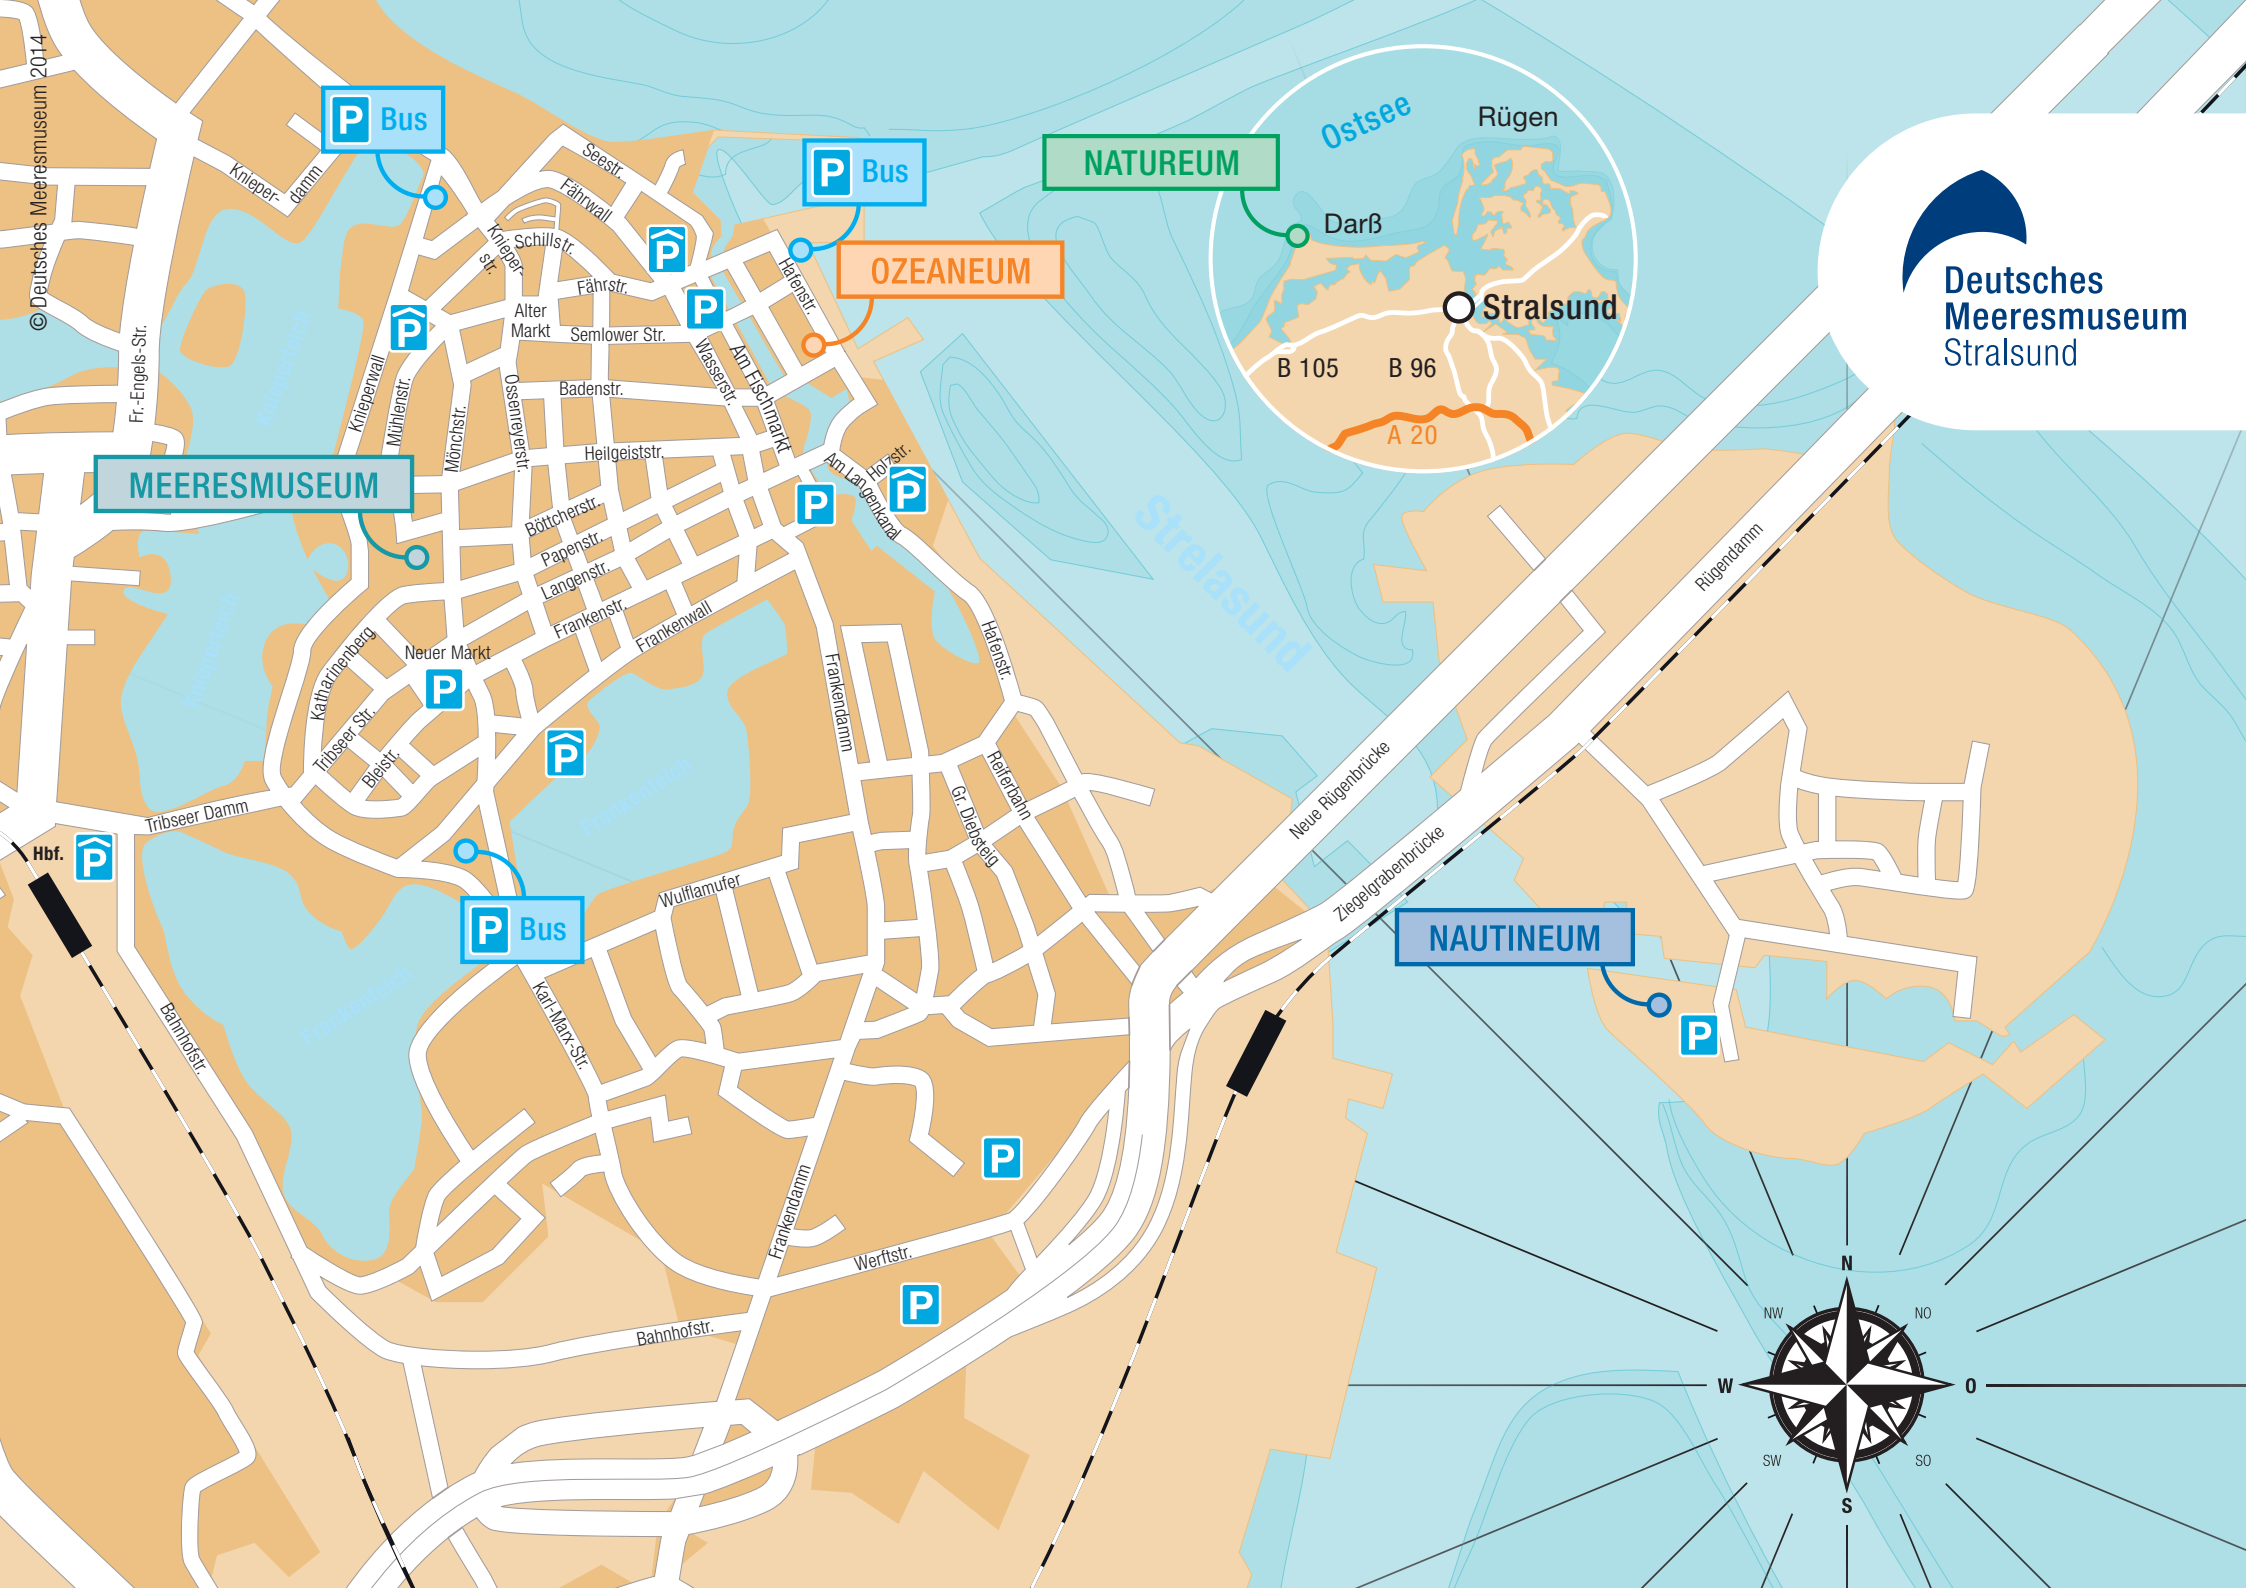 © Deutsches Meeresmuseum 2014
P Bus
P Bus
NATUREUM
Ostsee
Rügen
Darß
Stralsund
B 105
B 96
A 20
Deutsches
Meeresmuseum
Stralsund
OZEANEUM
MEERESMUSEUM
NAUTINEUM
P Bus
Knieper-
damm
Seestr.
Fährwall
Schillstr.
Knieper-
str.
Fährstr.
Hafenstr.
P
P
P
Alter
Markt
Semlower Str.
Wasserstr.
Am Fischmarkt
Fr.-Engels-Str.
Knieperwall
Mühlenstr.
Mönchstr.
Ossenreyerstr.
Badenstr.
Heilgeiststr.
Am Langenkanal
Holzstr.
P
P
Böttcherstr.
Papenstr.
Langenstr.
Frankenstr.
Frankenwall
Strelasund
Katharinenberg
Neuer Markt
P
Tribseer Str.
Bleistr.
P
Frankendamm
Hafenstr.
Reiferbahn
Gr. Diebsteig
Tribseer Damm
Hbf.
P
Wulflamufer
Neue Rügenbrücke
Ziegelgrabenbrücke
Rügendamm
P
Bahnhofstr.
Karl-Marx-Str.
P
Frankendamm
Werftstr.
P
Bahnhofstr.
N
NW
NO
W
O
SW
SO
S